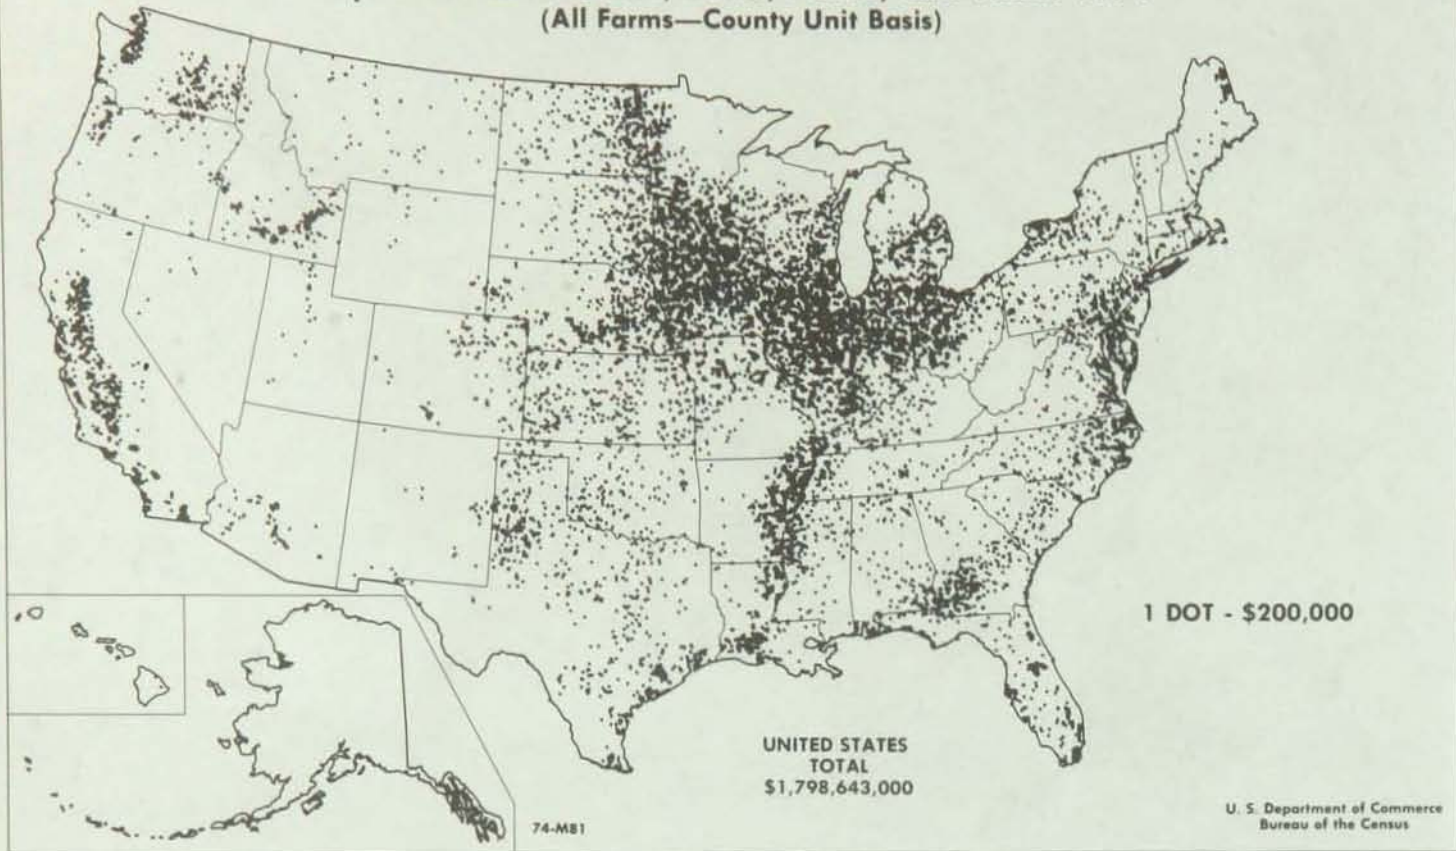 (All Farms—County Unit Basis)
1 DOT - $200,000
UNITED STATES
TOTAL
$1,798,643,000
74-M81
U. S. Department of Commerce
Bureau of the Census